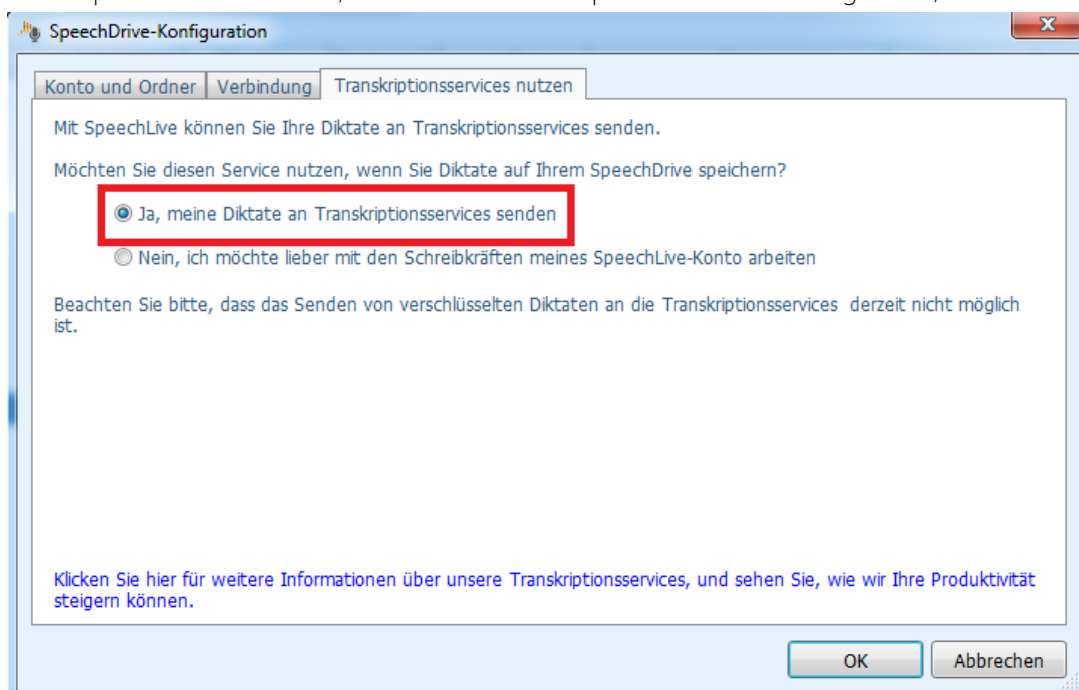 SpeechDrive-Konfiguration
Konto und Ordner Verbindung Transkriptionsservices nutzen
Mit SpeechLive können Sie Ihre Diktate an Transkriptionsservices senden.
Möchten Sie diesen Service nutzen, wenn Sie Diktate auf Ihrem SpeechDrive speichern?
Ja, meine Diktate an Transkriptionsservices senden
Nein, ich möchte lieber mit den Schreibkräften meines SpeechLive-Konto arbeiten
Beachten Sie bitte, dass das Senden von verschlüsselten Diktaten an die Transkriptionsservices derzeit nicht möglich
ist.
Klicken Sie hier für weitere Informationen über unsere Transkriptionsservices, und sehen Sie, wie wir Ihre Produktivität
steigern können.
OK Abbrechen